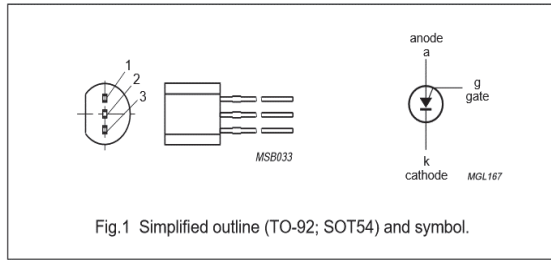 1
2
3
MSB033
anode
a
g
gate
k
cathode
MGL167
Fig.1 Simplified outline (TO-92; SOT54) and symbol.